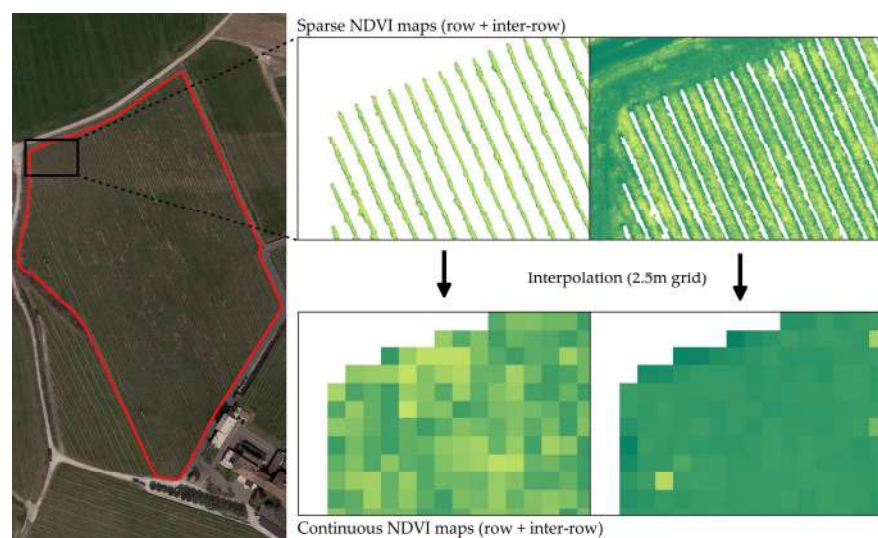 Sparse NDVI maps (row + inter-row)
Interpolation (2.5m grid)
Continuous NDVI maps (row + inter-row)